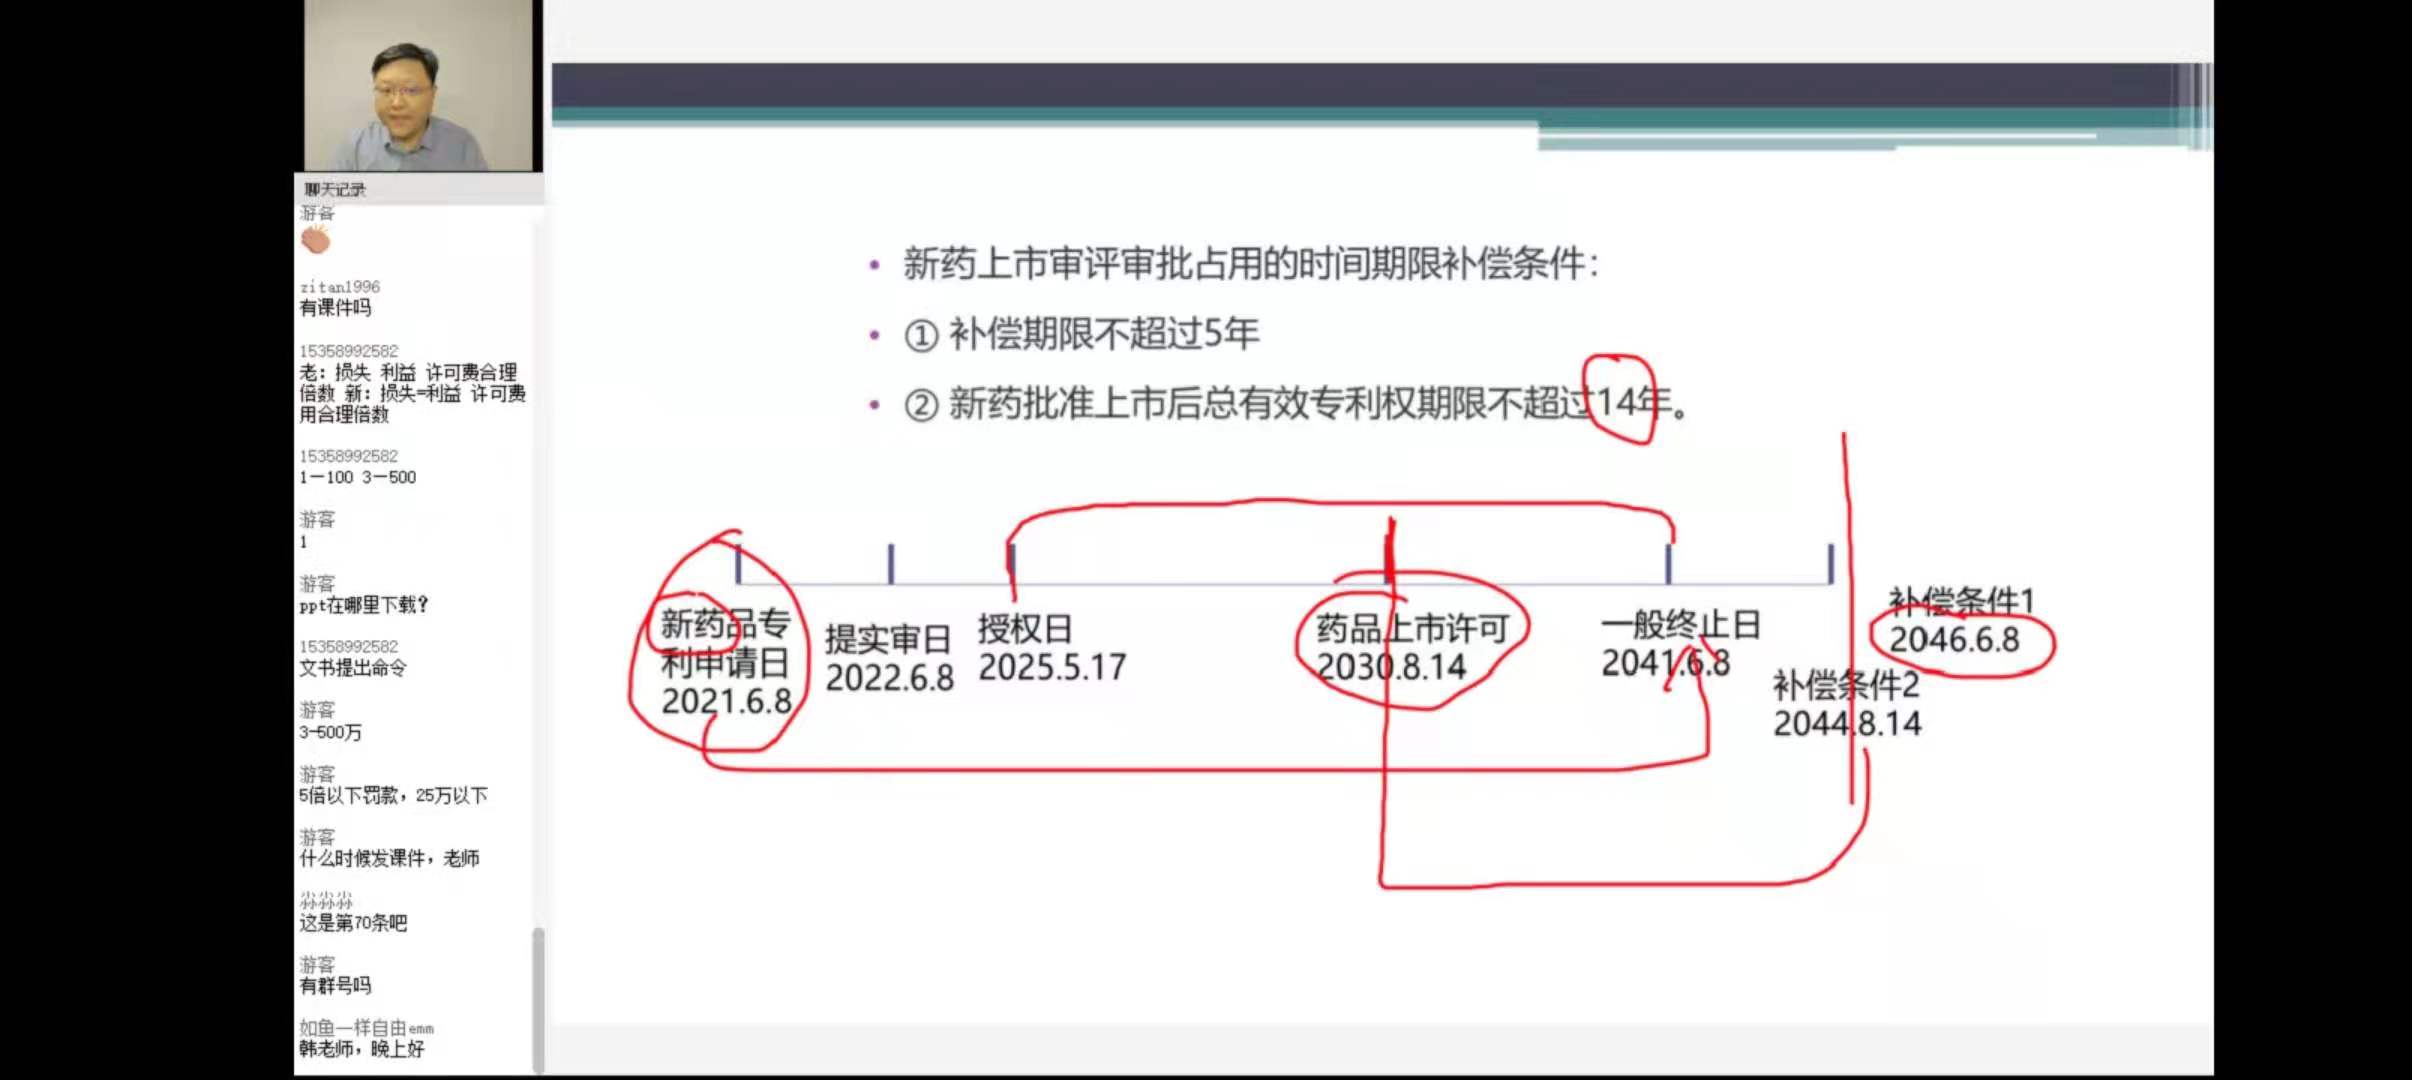 聊天记录
游客
zitan1996
有课件吗
15358992582
老：损失 利益 许可费合理
倍数 新：损失=利益 许可费
用合理倍数
15358992582
1—100 3—500
游客
1
游客
ppt在哪里下载？
15358992582
文书提出命令
游客
3-500万
游客
5倍以下罚款，25万以下
游客
什么时候发课件，老师
尛尛尛
这是第70条吧
游客
有群号吗
如鱼一样自由emm
韩老师，晚上好
• 新药上市审评审批占用的时间期限补偿条件：
• ① 补偿期限不超过5年
• ② 新药批准上市后总有效专利权期限不超过14年。
新药品专
利申请日
2021.6.8
提实审日
2022.6.8
授权日
2025.5.17
药品上市许可
2030.8.14
一般终止日
2041.6.8
补偿条件1
2046.6.8
补偿条件2
2044.8.14